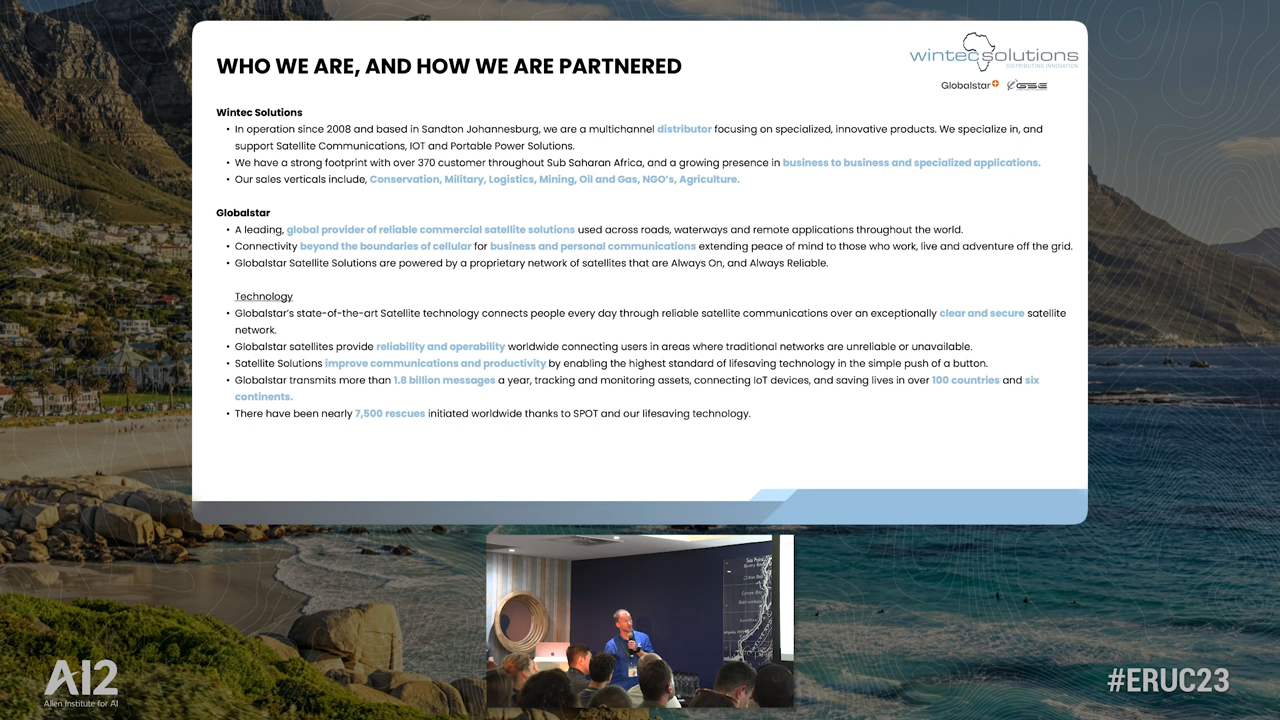 WHO WE ARE, AND HOW WE ARE PARTNERED
wintecsolutions
DISTRIBUTING INNOVATION
Globalstar
GSE
Wintec Solutions
• In operation since 2008 and based in Sandton Johannesburg, we are a multichannel distributor focusing on specialized, innovative products. We specialize in, and
support Satellite Communications, IOT and Portable Power Solutions.
• We have a strong footprint with over 370 customer throughout Sub Saharan Africa, and a growing presence in business to business and specialized applications.
• Our sales verticals include, Conservation, Military, Logistics, Mining, Oil and Gas, NGO's, Agriculture.
Globalstar
• A leading, global provider of reliable commercial satellite solutions used across roads, waterways and remote applications throughout the world.
• Connectivity beyond the boundaries of cellular for business and personal communications extending peace of mind to those who work, live and adventure off the grid.
• Globalstar Satellite Solutions are powered by a proprietary network of satellites that are Always On, and Always Reliable.
Technology
• Globalstar's state-of-the-art Satellite technology connects people every day through reliable satellite communications over an exceptionally clear and secure satellite
network.
• Globalstar satellites provide reliability and operability worldwide connecting users in areas where traditional networks are unreliable or unavailable.
• Satellite Solutions improve communications and productivity by enabling the highest standard of lifesaving technology in the simple push of a button.
• Globalstar transmits more than 1.8 billion messages a year, tracking and monitoring assets, connecting IoT devices, and saving lives in over 100 countries and six
continents.
• There have been nearly 7,500 rescues initiated worldwide thanks to SPOT and our lifesaving technology.
AI2
Allen Institute for AI
#ERUC23